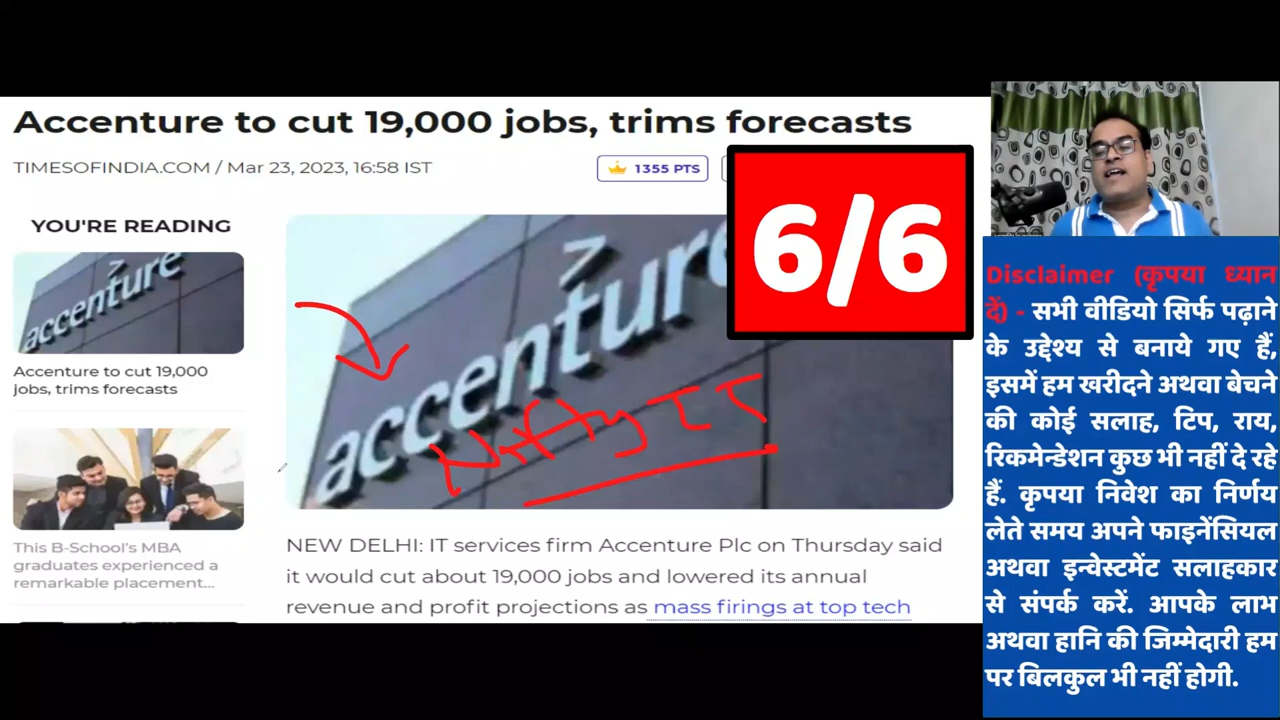 Accenture to cut 19,000 jobs, trims forecasts
TIMESOFINDIA.COM / Mar 23, 2023, 16:58 IST
1355 PTS
6/6
YOU'RE READING
accenture
Accenture to cut 19,000
jobs, trims forecasts
This B-School's MBA
graduates experienced a
remarkable placement...
accenture
Nifty IT
NEW DELHI: IT services firm Accenture Plc on Thursday said
it would cut about 19,000 jobs and lowered its annual
revenue and profit projections as mass firings at top tech
Disclaimer (कृपया ध्यान
दें) - सभी वीडियो सिर्फ पढ़ाने
के उद्देश्य से बनाये गए हैं,
इसमें हम खरीदने अथवा बेचने
की कोई सलाह, टिप, राय,
रिकमेन्डेशन कुछ भी नहीं दे रहे
हैं. कृपया निवेश का निर्णय
लेते समय अपने फाइनेंसियल
अथवा इन्वेस्टमेंट सलाहकार
से संपर्क करें. आपके लाभ
अथवा हानि की जिम्मेदारी हम
पर बिलकुल भी नहीं होगी.